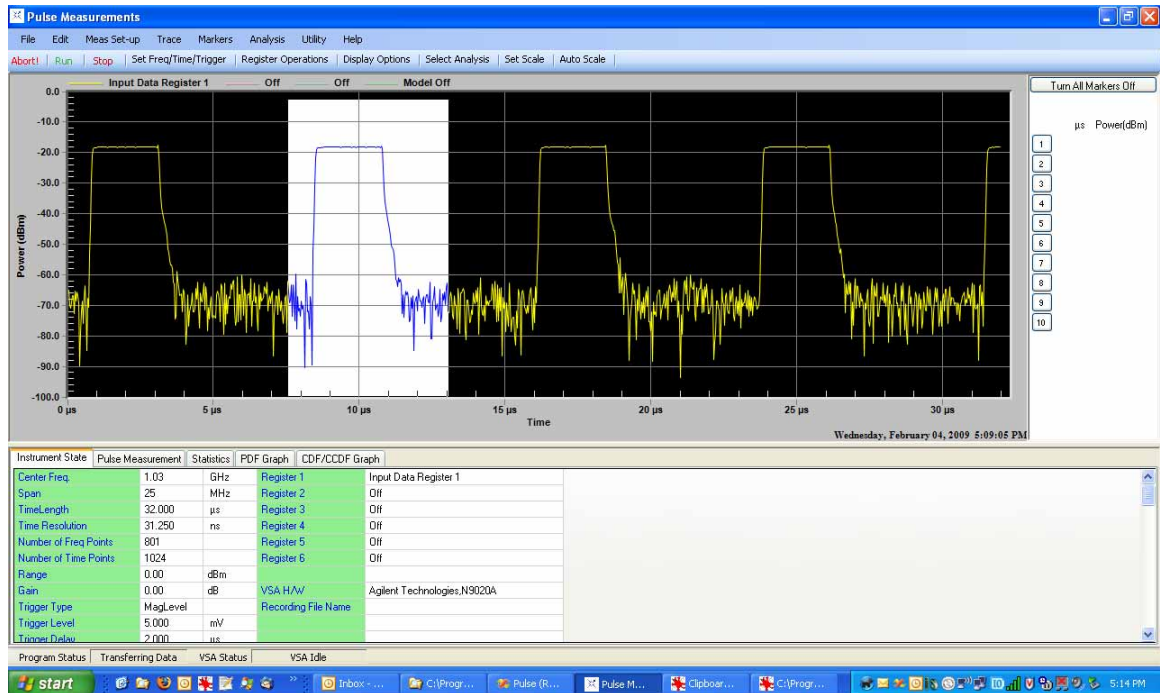 Pulse Measurements
File Edit Meas Set-up Trace Markers Analysis Utility Help
Abort! Run Stop Set Freq/Time/Trigger Register Operations Display Options Select Analysis Set Scale Auto Scale
Input Data Register 1 Off Off Model Off
Turn All Markers Off
µs Power(dBm)
1
2
3
4
5
6
7
8
9
10
Power (dBm)
0.0
-10.0
-20.0
-30.0
-40.0
-50.0
-60.0
-70.0
-80.0
-90.0
-100.0
0 µs 5 µs 10 µs 15 µs 20 µs 25 µs 30 µs
Time
Wednesday, February 04, 2009 5:09:05 PM
Instrument State Pulse Measurement Statistics PDF Graph CDF/CCDF Graph
Center Freq. 1.03 GHz Register 1 Input Data Register 1
Span 25 MHz Register 2 Off
TimeLength 32.000 µs Register 3 Off
Time Resolution 31.250 ns Register 4 Off
Number of Freq Points 801 Register 5 Off
Number of Time Points 1024 Register 6 Off
Range 0.00 dBm
Gain 0.00 dB VSA H/W Agilent Technologies,N9020A
Trigger Type MagLevel Recording File Name
Trigger Level 5.000 mV
Trigger Delay 2.000 µs
Program Status Transferring Data VSA Status VSA Idle
start Inbox - ... C:\Progr... Pulse (R... Pulse M... Clipboar... C:\Progr... 5:14 PM